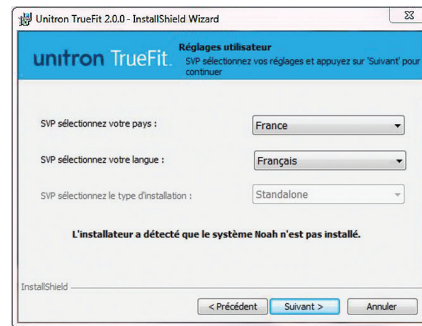 Unitron TrueFit 2.0.0 - InstallShield Wizard
unitron TrueFit.
Réglages utilisateur
SVP sélectionnez vos réglages et appuyez sur 'Suivant' pour
continuer
SVP sélectionnez votre pays :
France
SVP sélectionnez votre langue :
Français
SVP sélectionnez le type d'installation :
Standalone
L'installateur a détecté que le système Noah n'est pas installé.
InstallShield
< Précédent
Suivant >
Annuler